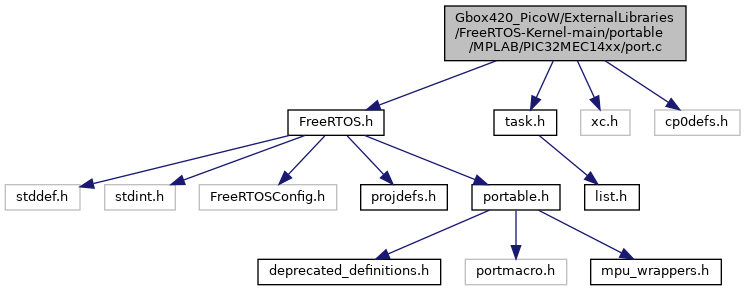 Gbox420_PicoW/ExternalLibraries
/FreeRTOS-Kernel-main/portable
/MPLAB/PIC32MEC14xx/port.c
FreeRTOS.h
task.h
xc.h
cp0defs.h
stddef.h
stdint.h
FreeRTOSConfig.h
projdefs.h
portable.h
list.h
deprecated_definitions.h
portmacro.h
mpu_wrappers.h